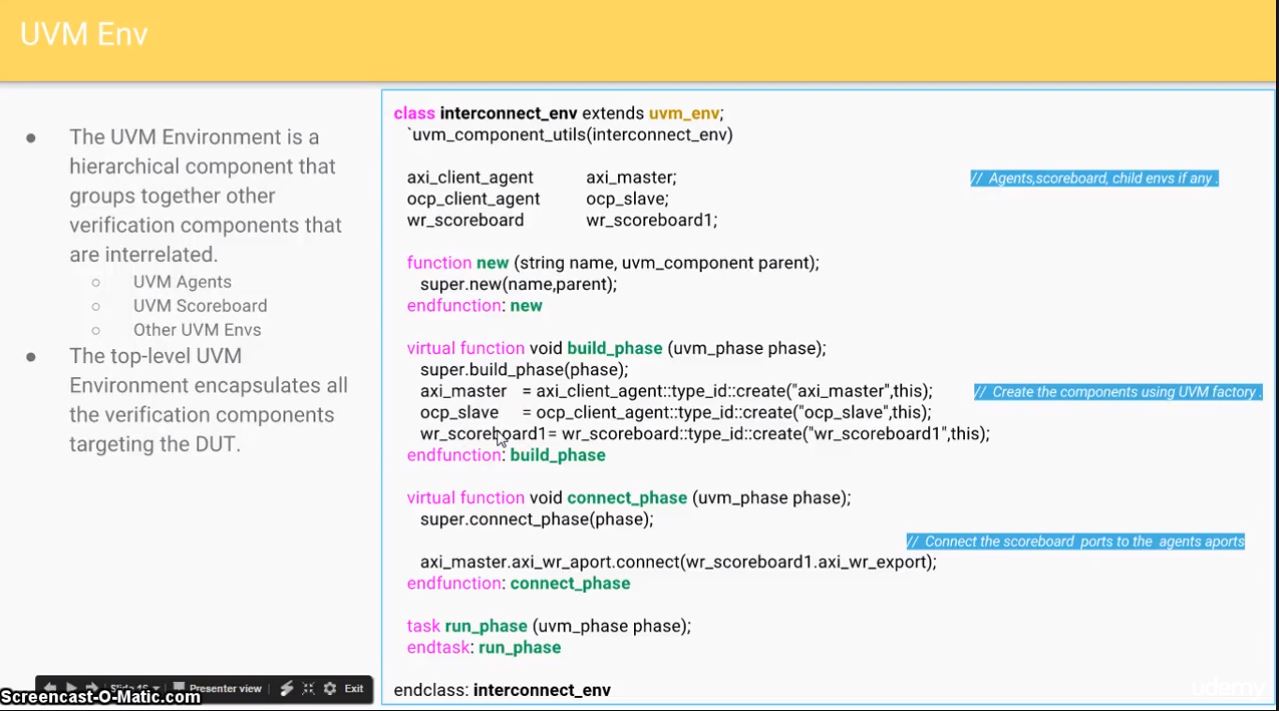 UVM Env
● The UVM Environment is a
hierarchical component that
groups together other
verification components that
are interrelated.
○ UVM Agents
○ UVM Scoreboard
○ Other UVM Envs
● The top-level UVM
Environment encapsulates all
the verification components
targeting the DUT.
class interconnect_env extends uvm_env;
`uvm_component_utils(interconnect_env)
axi_client_agent axi_master; // Agents,scoreboard, child envs if any .
ocp_client_agent ocp_slave;
wr_scoreboard wr_scoreboard1;
function new (string name, uvm_component parent);
super.new(name,parent);
endfunction: new
virtual function void build_phase (uvm_phase phase);
super.build_phase(phase);
axi_master = axi_client_agent::type_id::create("axi_master",this); // Create the components using UVM factory .
ocp_slave = ocp_client_agent::type_id::create("ocp_slave",this);
wr_scoreboard1= wr_scoreboard::type_id::create("wr_scoreboard1",this);
endfunction: build_phase
virtual function void connect_phase (uvm_phase phase);
super.connect_phase(phase);
// Connect the scoreboard ports to the agents aports
axi_master.axi_wr_aport.connect(wr_scoreboard1.axi_wr_export);
endfunction: connect_phase
task run_phase (uvm_phase phase);
endtask: run_phase
endclass: interconnect_env
Presenter view Exit
Screencast-O-Matic.com
udemy